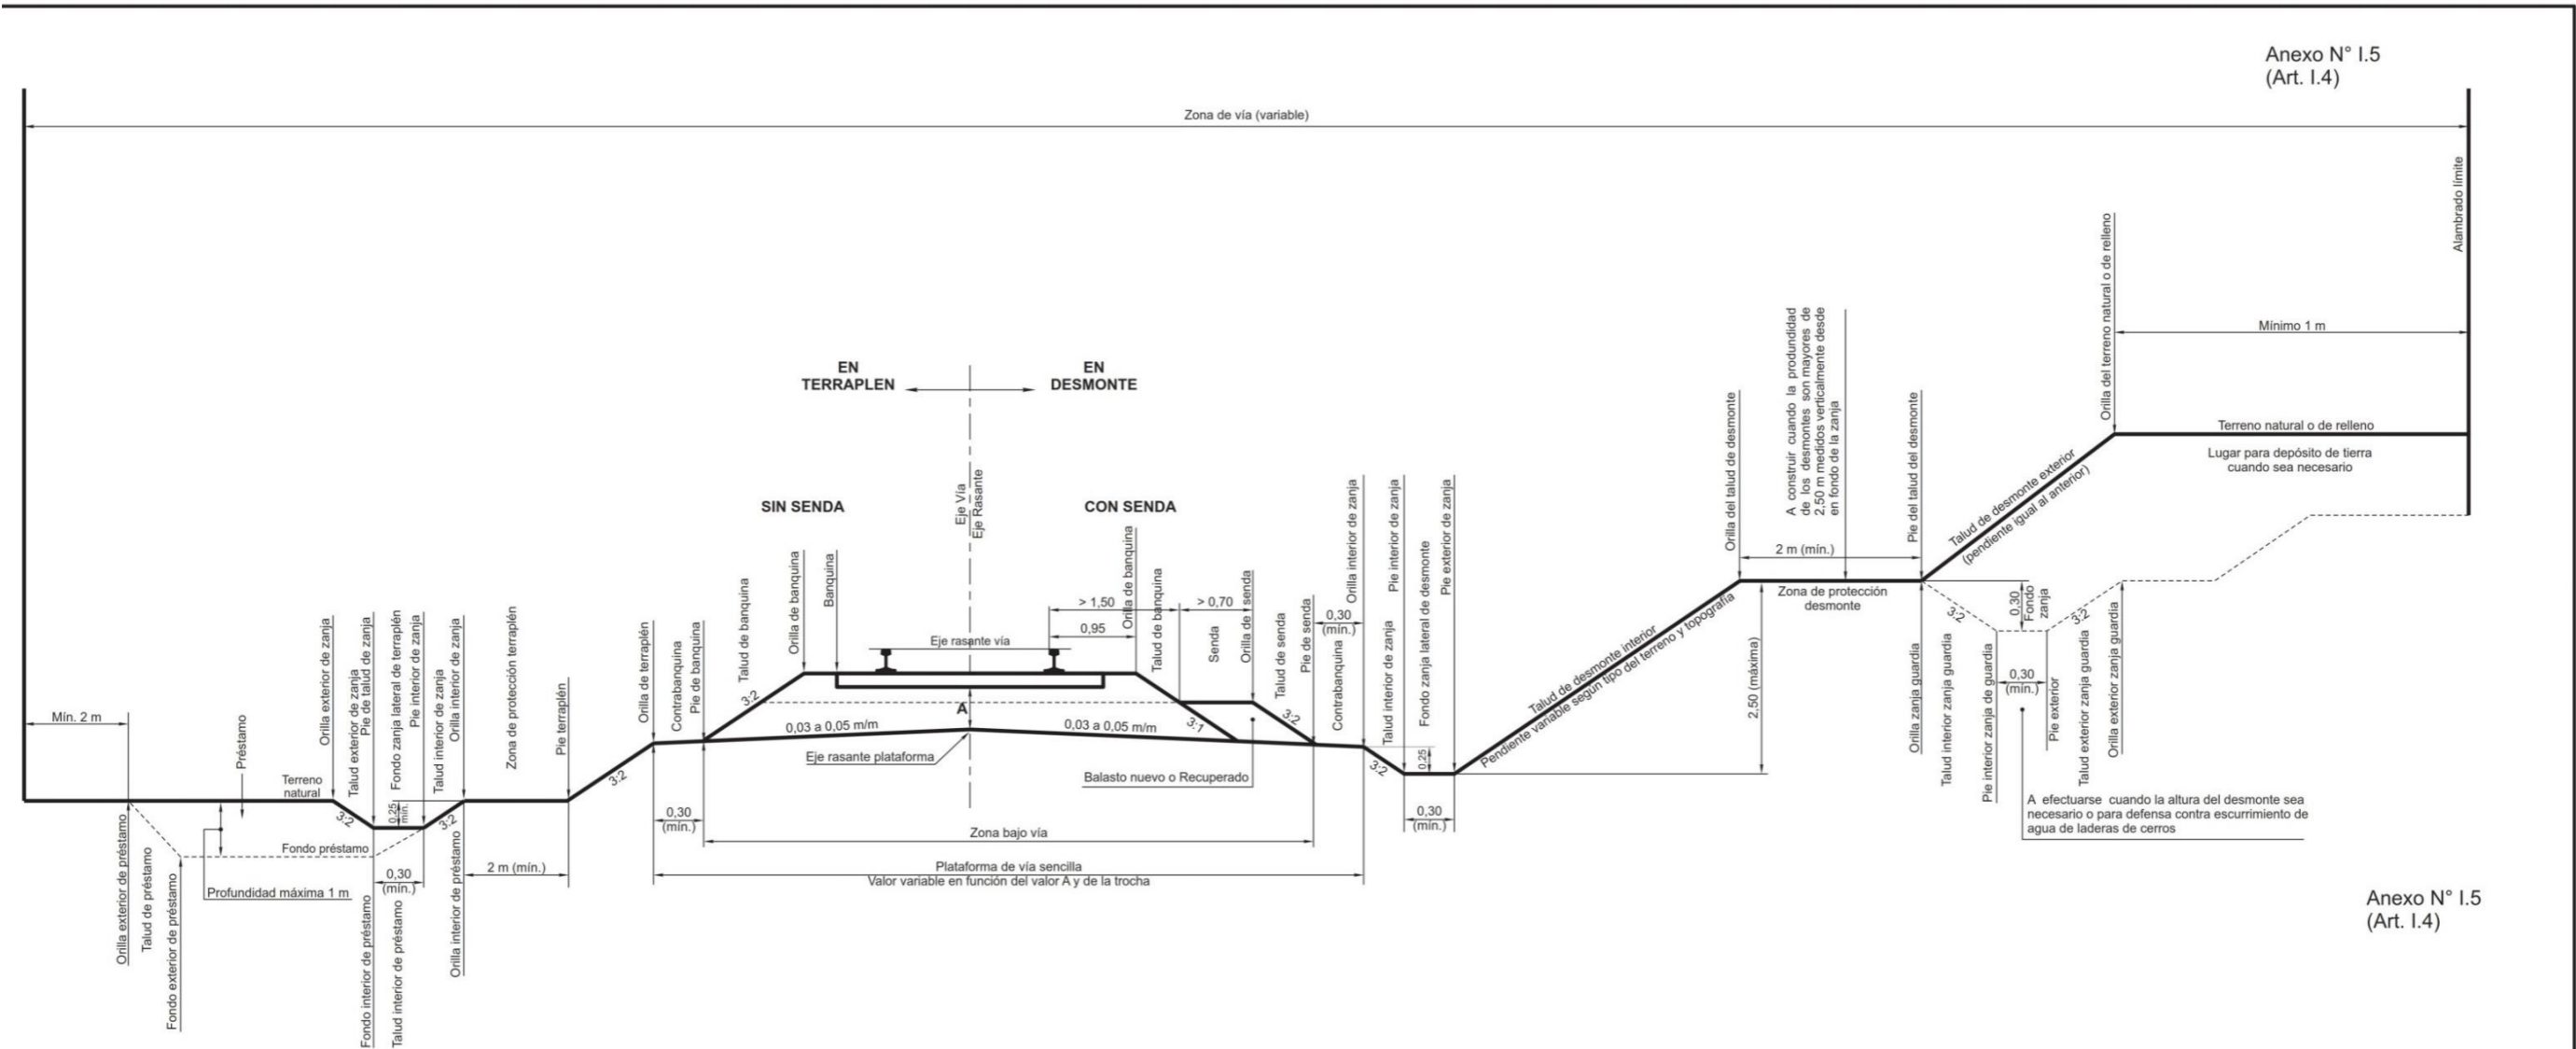 Anexo N° I.5
(Art. I.4)
Zona de vía (variable)
Alambrado límite
Orilla del terreno natural o de relleno
Mínimo 1 m
A construir cuando la produndidad
de los desmontes son mayores de
2,50 m medidos verticalmente desde
en fondo de la zanja
EN
TERRAPLEN
EN
DESMONTE
Orilla del talud de desmonte
Pie del talud del desmonte
Terreno natural o de relleno
Lugar para depósito de tierra
cuando sea necesario
Talud de desmonte exterior
(pendiente igual al anterior)
Eje Vía
Eje Rasante
SIN SENDA
CON SENDA
2 m (mín.)
Zona de protección
desmonte
Mín. 2 m
Préstamo
Terreno
natural
Orilla exterior de zanja
Talud exterior de zanja
Pie de talud de zanja
Fondo zanja lateral de terraplén
Pie interior de zanja
Talud interior de zanja
Orilla interior de zanja
Zona de protección terraplén
Pie terraplén
Orilla de terraplén
Contrabanquina
Pie de banquina
Talud de banquina
Orilla de banquina
Banquina
Eje rasante vía
> 1,50
> 0,70
0,95
Orilla de banquina
Talud de banquina
Senda
Orilla de senda
Talud de senda
Pie de senda
0,30
(mín.)
Contrabanquina
Orilla interior de zanja
Talud interior de zanja
Pie interior de zanja
Fondo zanja lateral de desmonte
Pie exterior de zanja
Talud de desmonte interior
Pendiente variable según tipo del terreno y topografía
2,50 (máxima)
3:2
A
0,03 a 0,05 m/m
0,03 a 0,05 m/m
3:1
3:2
Eje rasante plataforma
Balasto nuevo o Recuperado
3:2
0,25
0,30
(mín.)
3:2
0,25
mín.
3:2
3:2
Fondo préstamo
Profundidad máxima 1 m
0,30
(mín.)
2 m (mín.)
0,30
(mín.)
Zona bajo vía
Plataforma de vía sencilla
Valor variable en función del valor A y de la trocha
Orilla exterior de préstamo
Talud de préstamo
Fondo exterior de préstamo
Fondo interior de préstamo
Talud interior de préstamo
Orilla interior de préstamo
3:2
0,30
Fondo
zanja
3:2
Orilla zanja guardia
Talud interior zanja guardia
Pie interior zanja de guardia
0,30
(mín.)
Pie exterior
Talud exterior zanja guardia
Orilla exterior zanja guardia
A efectuarse cuando la altura del desmonte sea
necesario o para defensa contra escurrimiento de
agua de laderas de cerros
Anexo N° I.5
(Art. I.4)